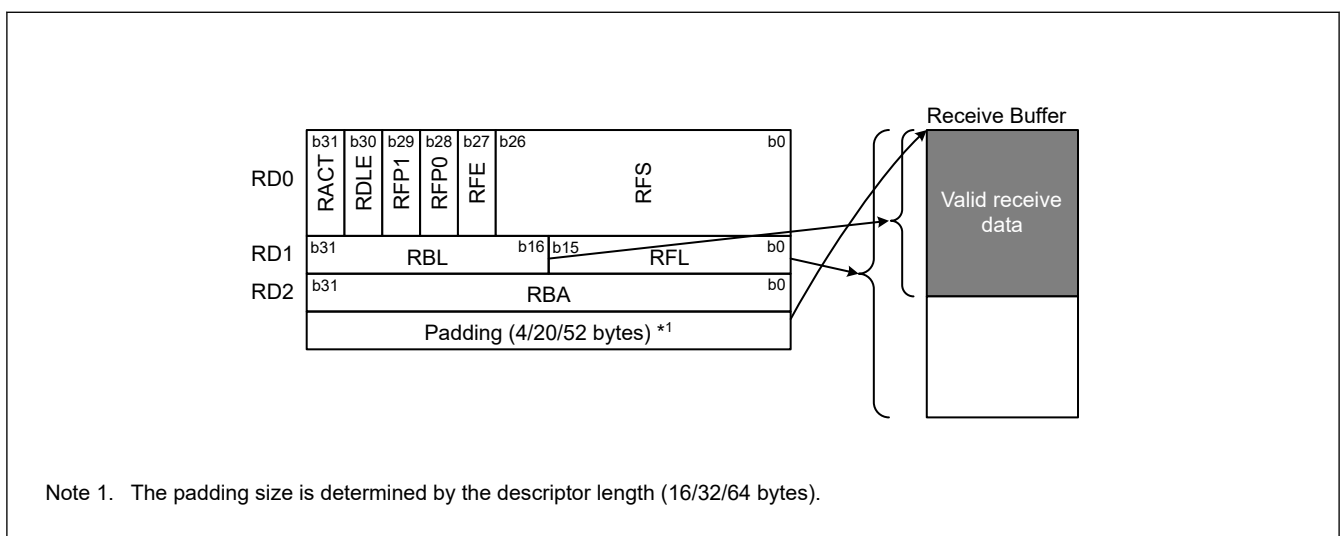 Receive Buffer
b31 b30 b29 b28 b27 b26 b0
RD0 RACT RDLE RFP1 RFP0 RFE RFS
Valid receive
data
RD1 b31 RBL b16 b15 RFL b0
RD2 b31 RBA b0
Padding (4/20/52 bytes) *1
Note 1. The padding size is determined by the descriptor length (16/32/64 bytes).